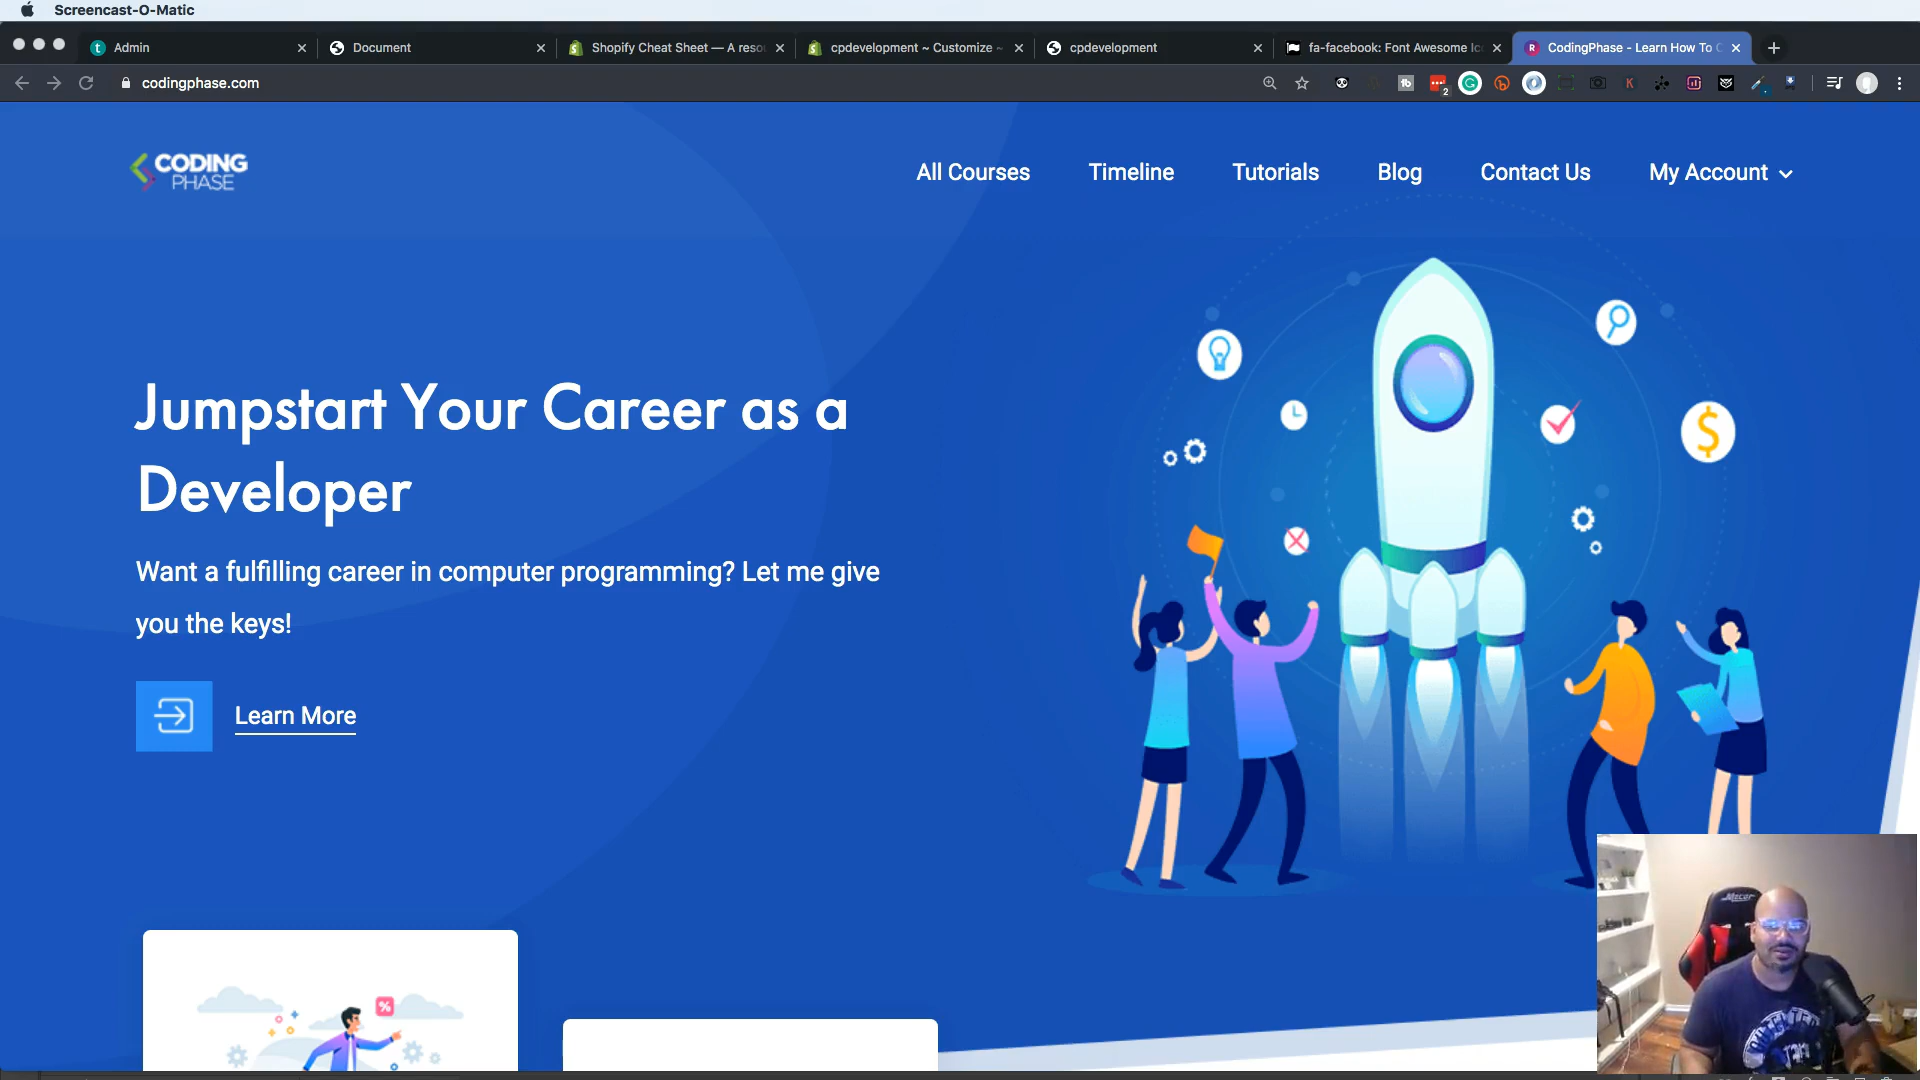 Screencast-O-Matic
Admin
Document
Shopify Cheat Sheet — A reso
cpdevelopment ~ Customize ~
cpdevelopment
fa-facebook: Font Awesome Ic
CodingPhase - Learn How To C
codingphase.com
2
CODING
PHASE
All Courses
Timeline
Tutorials
Blog
Contact Us
My Account
Jumpstart Your Career as a
Developer
Want a fulfilling career in computer programming? Let me give
you the keys!
Learn More